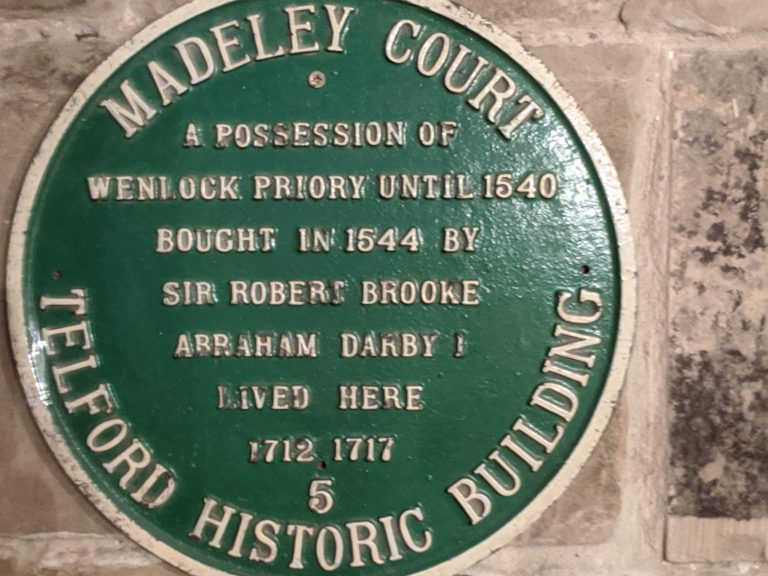 MADELEY COURT
A POSSESSION OF
WENLOCK PRIORY UNTIL 1540
BOUGHT IN 1544 BY
SIR ROBERT BROOKE
ABRAHAM DARBY I
LIVED HERE
1712 1717
5
TELFORD HISTORIC BUILDING